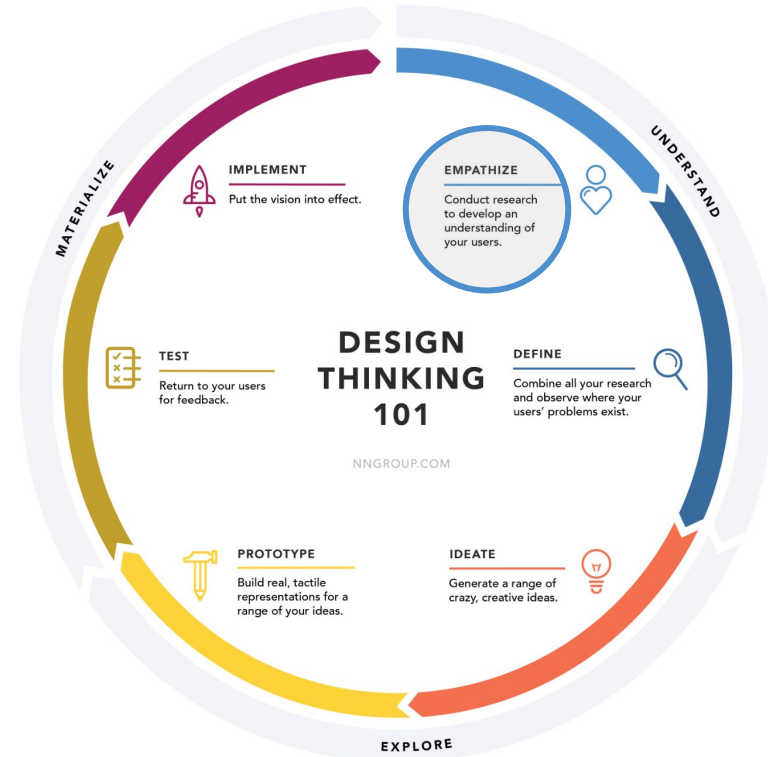 UNDERSTAND
EMPATHIZE
Conduct research
to develop an
understanding of
your users.
DEFINE
Combine all your research
and observe where your
users’ problems exist.
IDEATE
Generate a range of
crazy, creative ideas.
EXPLORE
PROTOTYPE
Build real, tactile
representations for a
range of your ideas.
TEST
Return to your users
for feedback.
MATERIALIZE
IMPLEMENT
Put the vision into effect.
DESIGN
THINKING
101
NNGROUP.COM